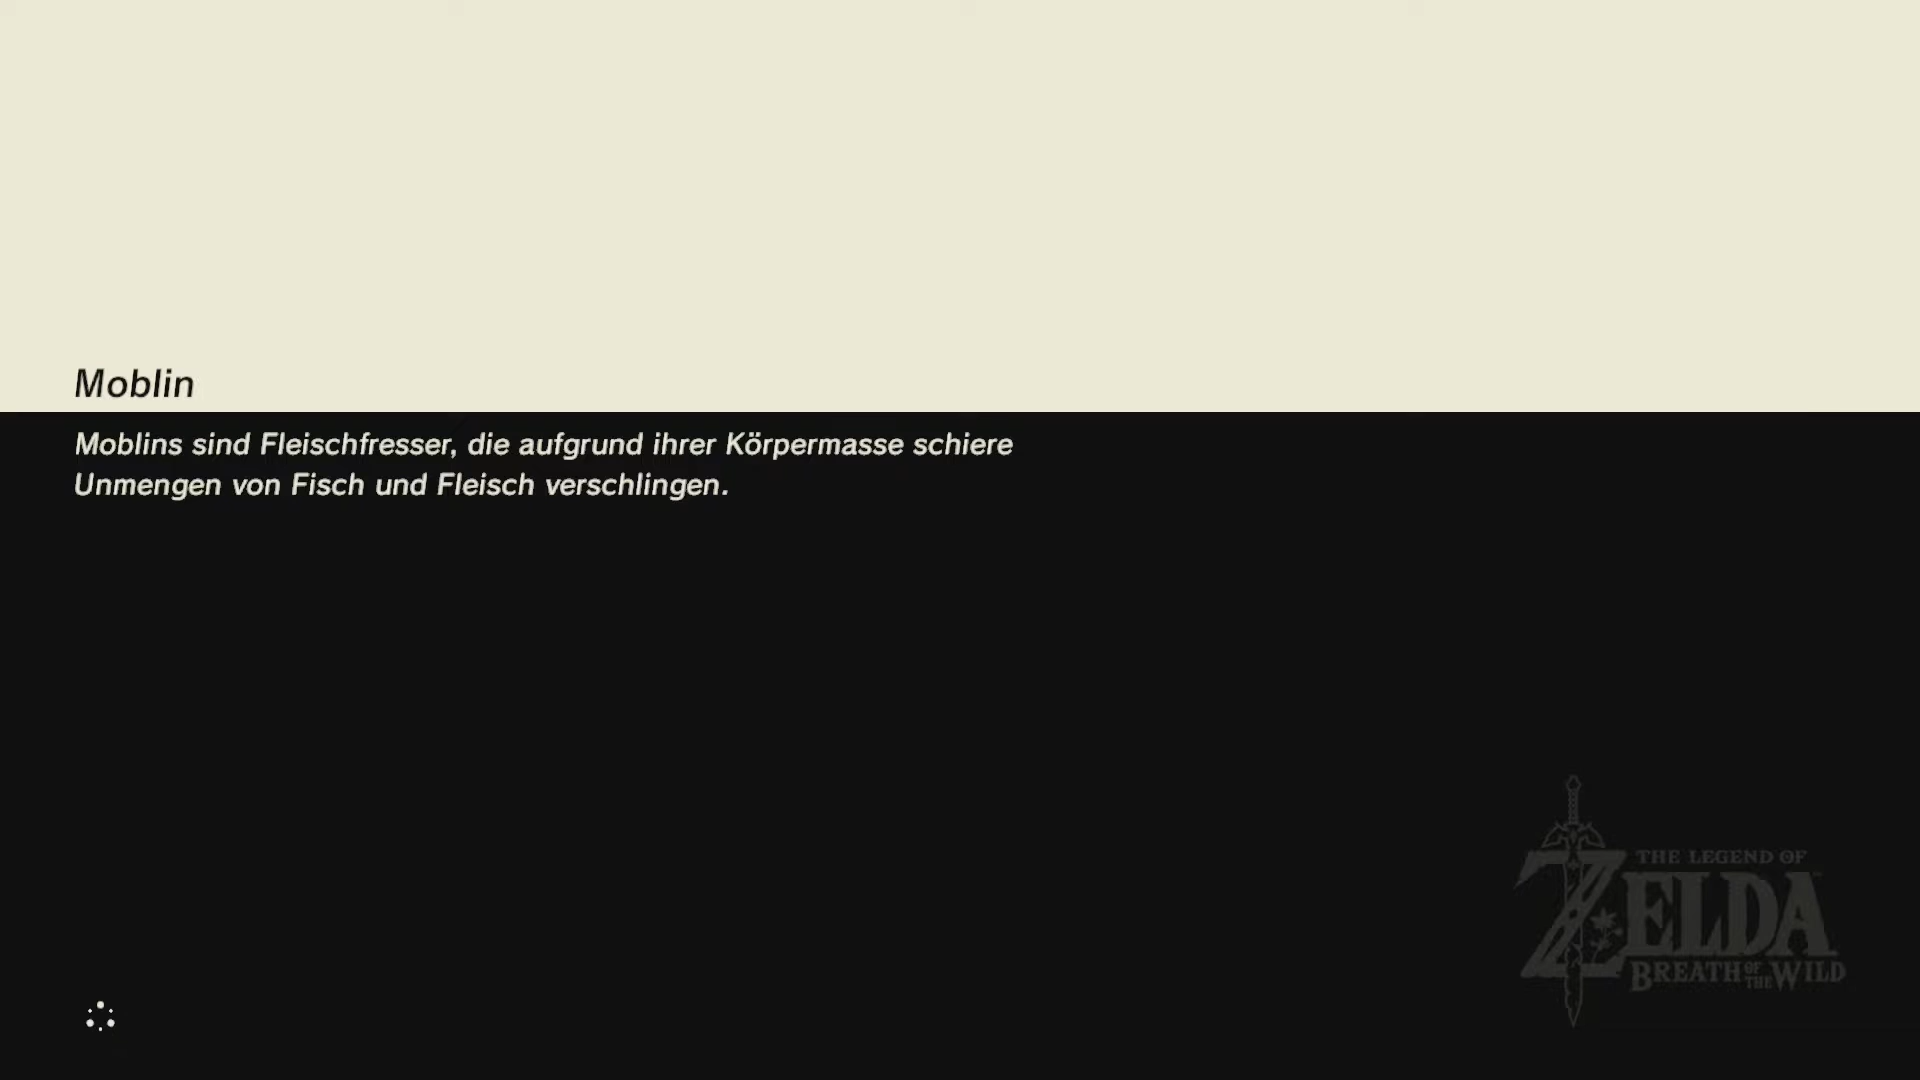 Moblin
Moblins sind Fleischfresser, die aufgrund ihrer Körpermasse schiere
Unmengen von Fisch und Fleisch verschlingen.
THE LEGEND OF
ZELDA
BREATH OF THE WILD